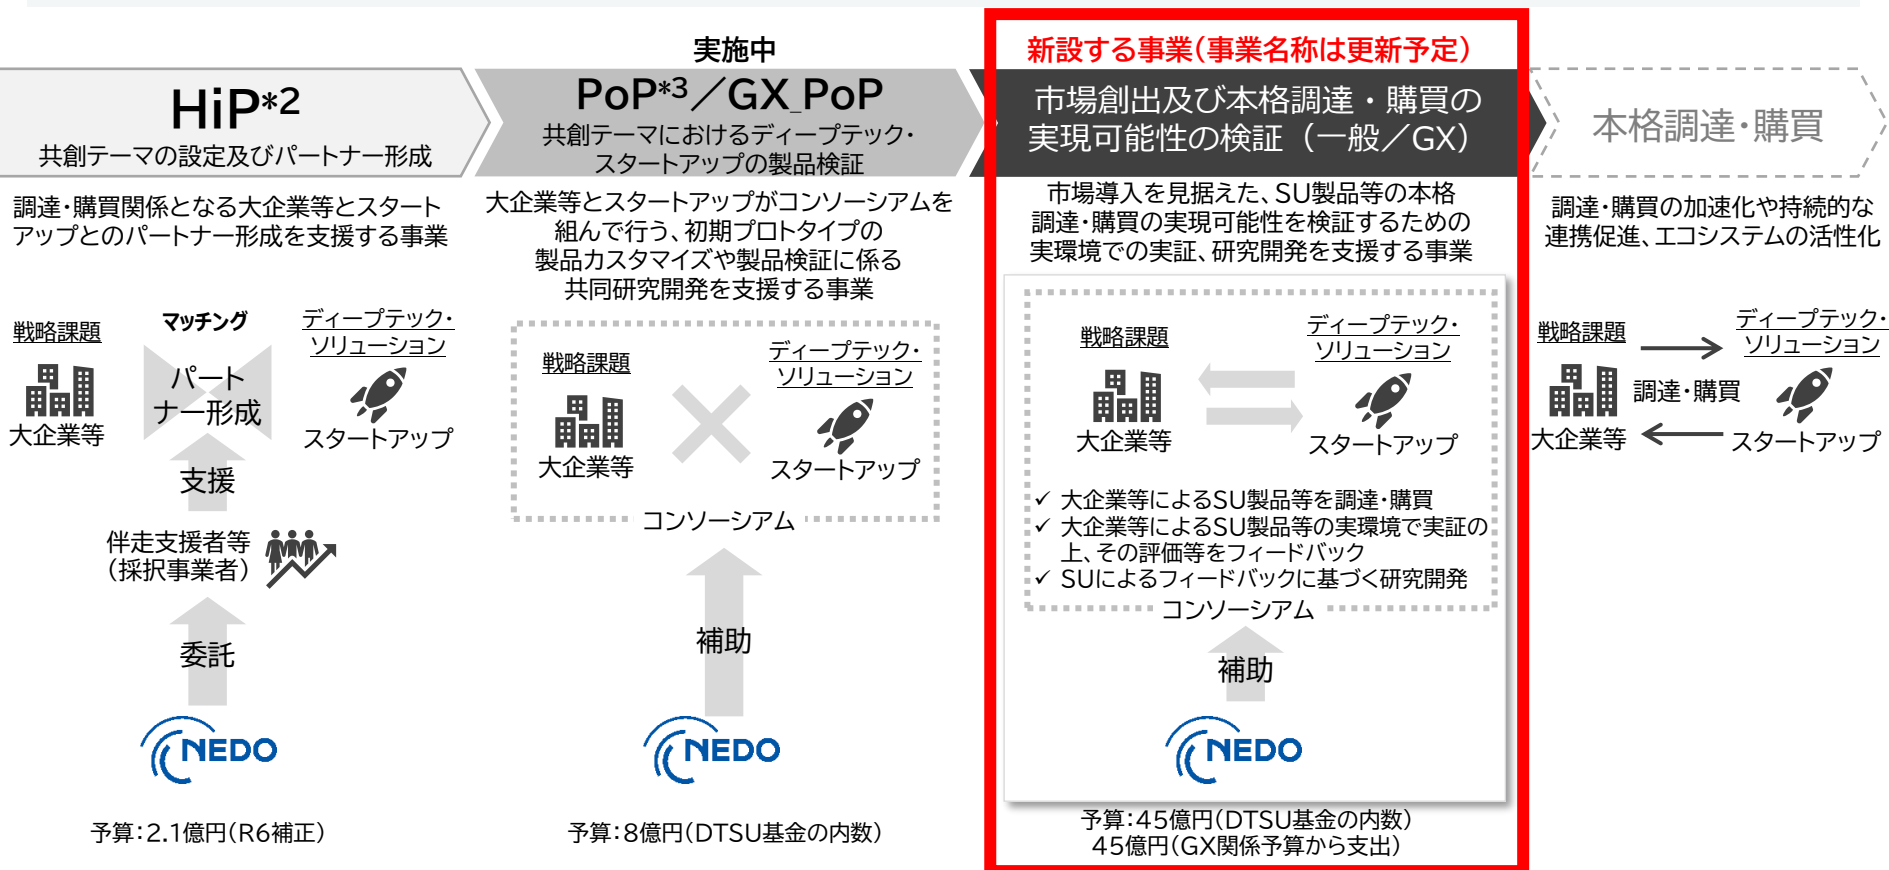 HiP*2
共創テーマの設定及びパートナー形成
調達・購買関係となる大企業等とスタート
アップとのパートナー形成を支援する事業
戦略課題
マッチング
ディープテック・
ソリューション
パート
ナー形成
大企業等
スタートアップ
支援
伴走支援者等
(採択事業者)
委託
NEDO
予算:2.1億円(R6補正)
実施中
PoP*3/GX_PoP
共創テーマにおけるディープテック・
スタートアップの製品検証
大企業等とスタートアップがコンソーシアムを
組んで行う、初期プロトタイプの
製品カスタマイズや製品検証に係る
共同研究開発を支援する事業
戦略課題
ディープテック・
ソリューション
大企業等
スタートアップ
コンソーシアム
補助
NEDO
予算:8億円(DTSU基金の内数)
新設する事業(事業名称は更新予定)
市場創出及び本格調達・購買の
実現可能性の検証(一般/GX)
市場導入を見据えた、SU製品等の本格
調達・購買の実現可能性を検証するための
実環境での実証、研究開発を支援する事業
戦略課題
ディープテック・
ソリューション
大企業等
スタートアップ
✓ 大企業等によるSU製品等を調達・購買
✓ 大企業等によるSU製品等の実環境で実証の
上、その評価等をフィードバック
✓ SUによるフィードバックに基づく研究開発
コンソーシアム
補助
NEDO
予算:45億円(DTSU基金の内数)
45億円(GX関係予算から支出)
本格調達・購買
調達・購買の加速化や持続的な
連携促進、エコシステムの活性化
戦略課題
ディープテック・
ソリューション
調達・購買
大企業等
スタートアップ